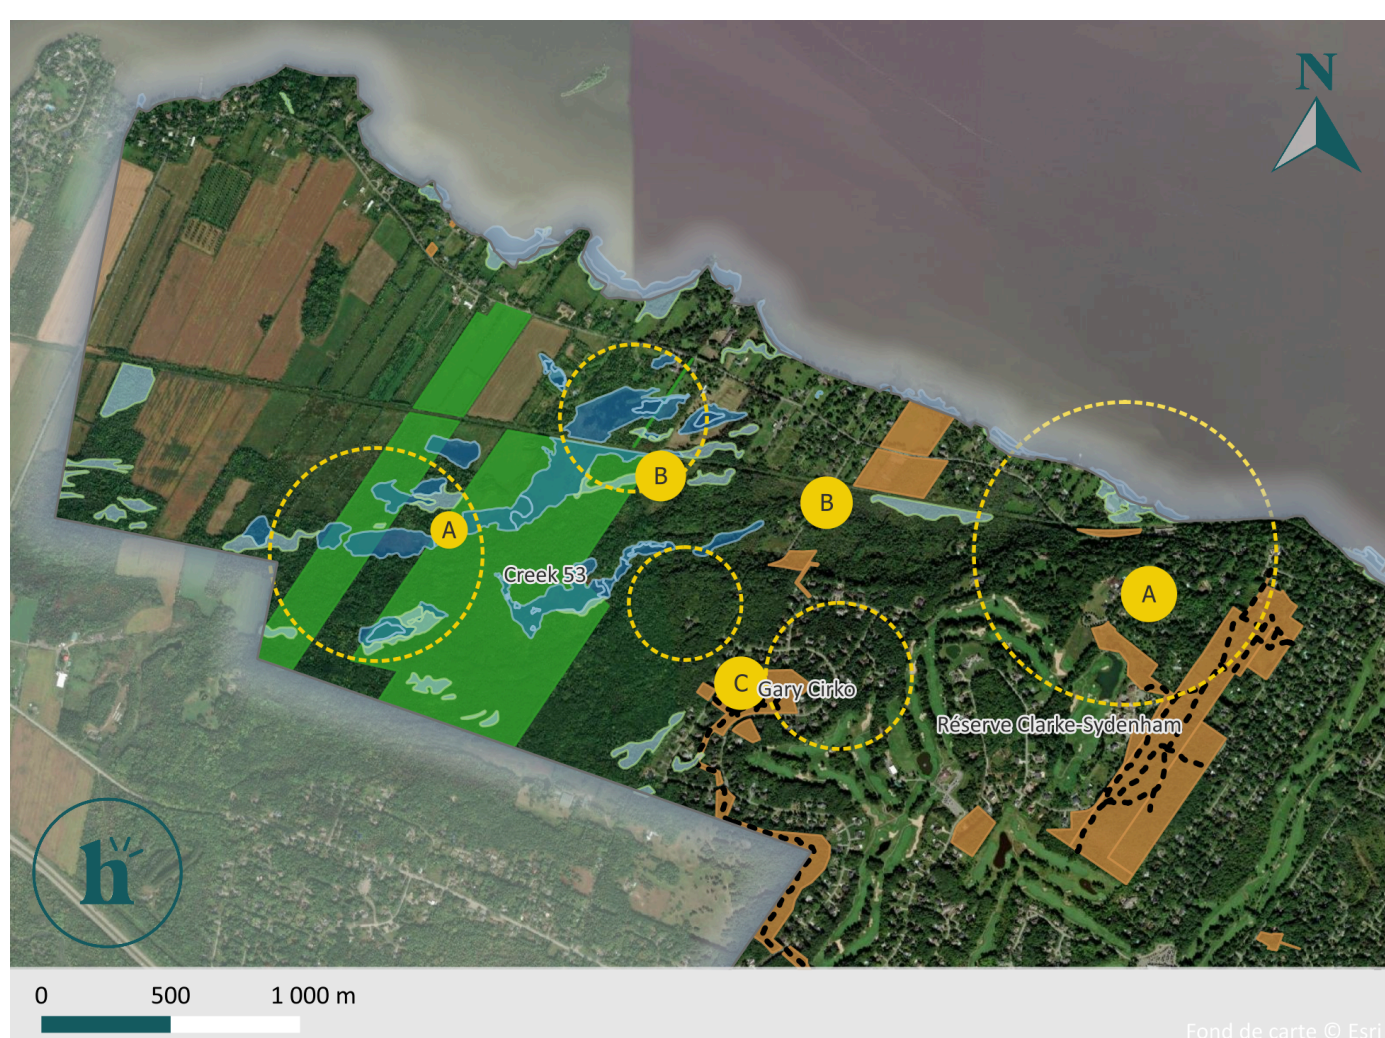 N
B
B
A
Creek 53
A
C
Gary Cirko
Réserve Clarke-Sydenham
h
0 500 1 000 m
Fond de carte © Esri